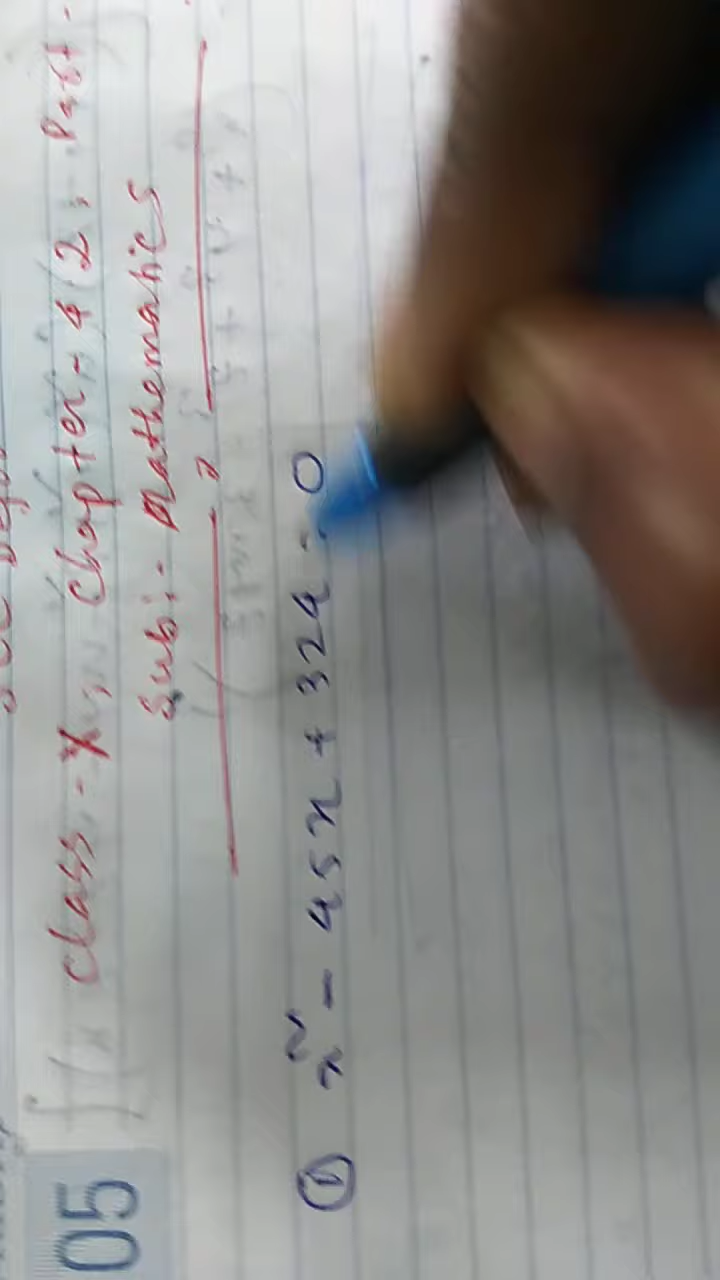 05
Class - X, Chapter - 4(2), Part -
Sub:- Mathematics
① x² - 45x + 324 = 0